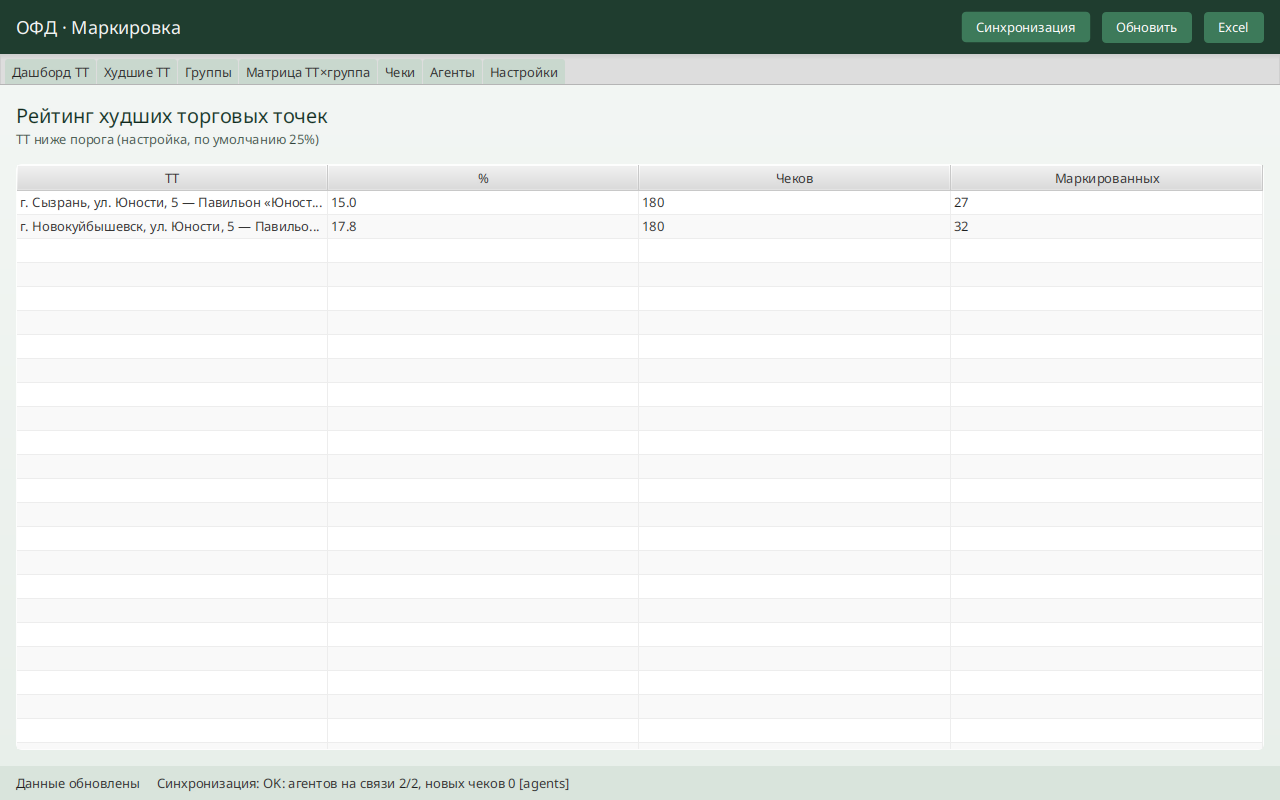 ОФД · Маркировка
Синхронизация Обновить Excel
Дашборд ТТ Худшие ТТ Группы Матрица ТТ×группа Чеки Агенты Настройки
Рейтинг худших торговых точек
ТТ ниже порога (настройка, по умолчанию 25%)
ТТ % Чеков Маркированных
г. Сызрань, ул. Юности, 5 — Павильон «Юност... 15.0 180 27
г. Новокуйбышевск, ул. Юности, 5 — Павильо... 17.8 180 32
Данные обновлены Синхронизация: OK: агентов на связи 2/2, новых чеков 0 [agents]